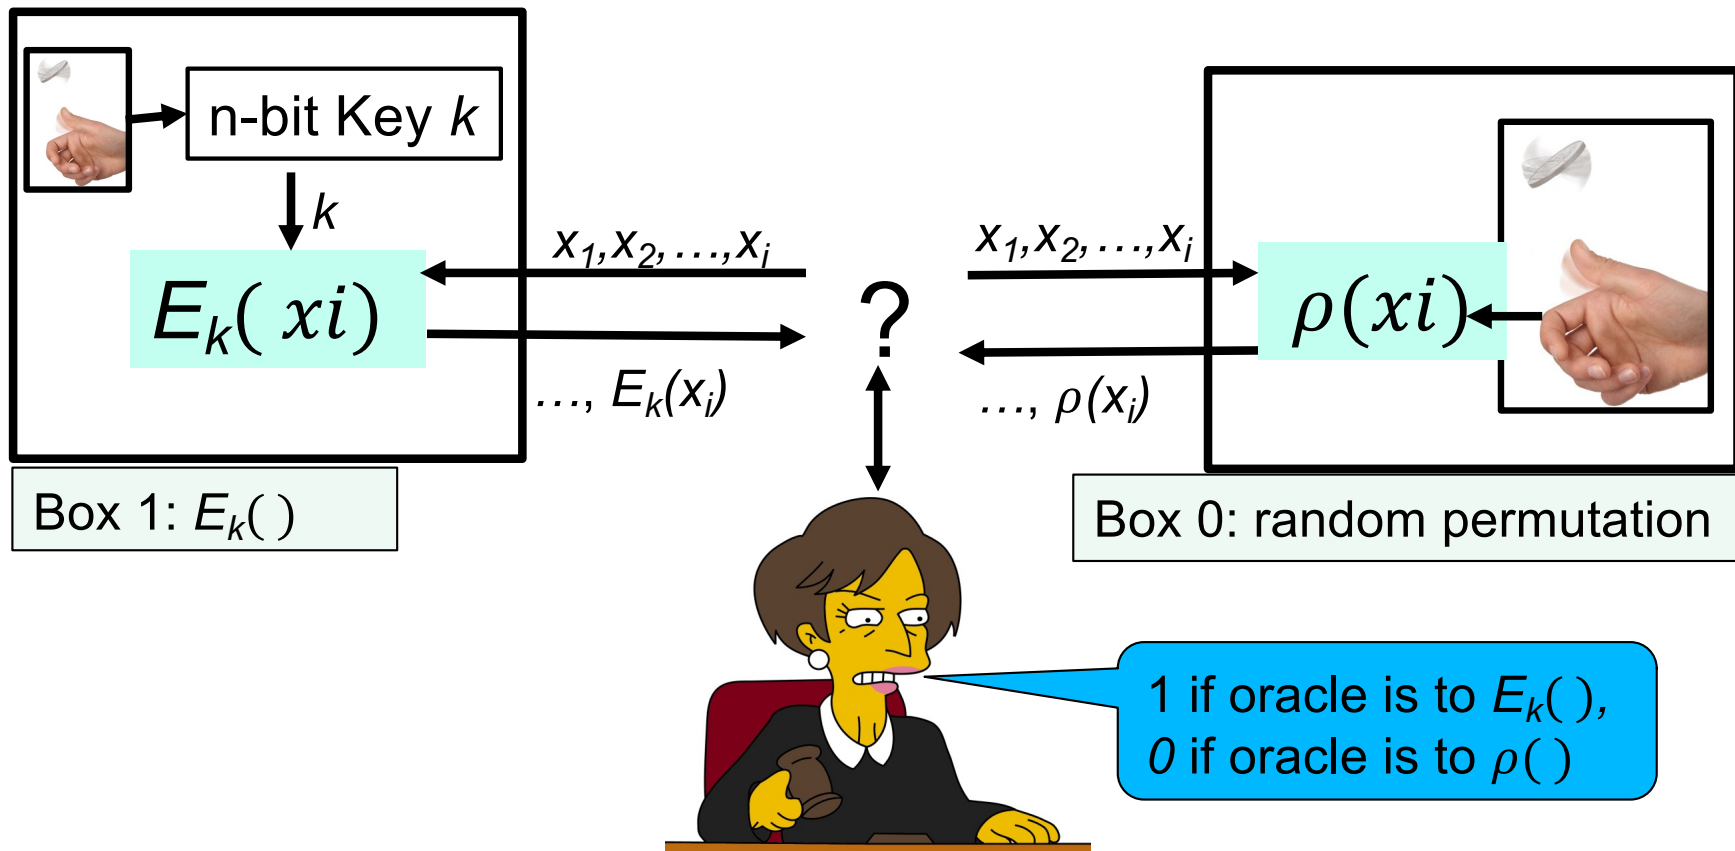 n-bit Key k
k
x₁,x₂,…,xᵢ
Eₖ( xi)
…, Eₖ(xᵢ)
Box 1: Eₖ( )
?
x₁,x₂,…,xᵢ
ρ(xi)
…, ρ(xᵢ)
Box 0: random permutation
1 if oracle is to Eₖ( ),
0 if oracle is to ρ( )